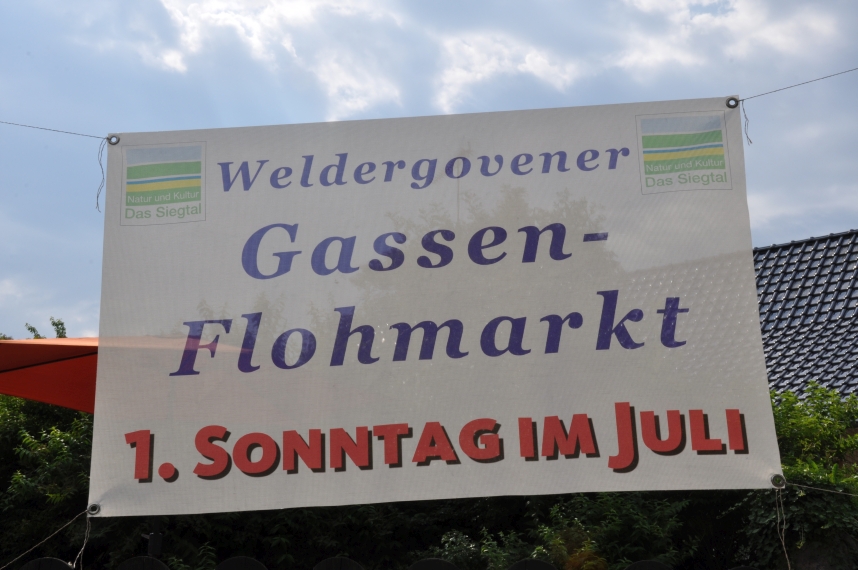 Natur und Kultur
Das Siegtal
Weldergovener
Natur und Kultur
Das Siegtal
Gassen-
Flohmarkt
1. SONNTAG IM JULI